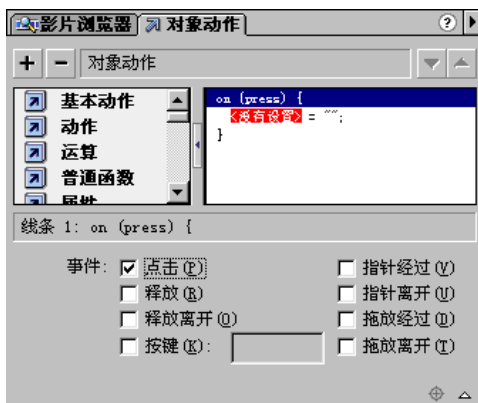 影片浏览器 对象动作 ?
+ - 对象动作
基本动作
动作
运算
普通函数
属性
on (press) {
<没有设置> = "";
}
线条 1: on (press) {
事件: 点击(P) 指针经过(V)
释放(R) 指针离开(U)
释放离开(O) 拖放经过(D)
按键(K): 拖放离开(T)